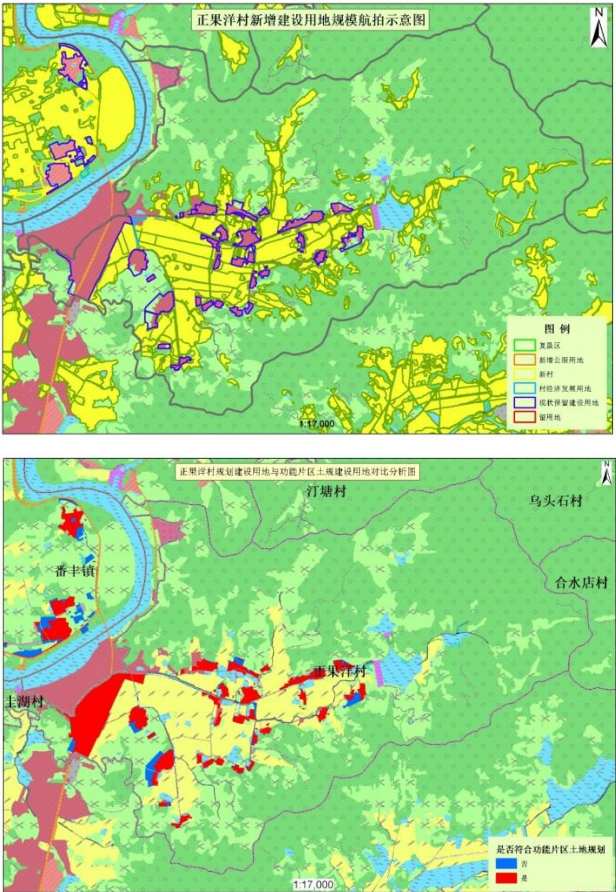 正果洋村新增建设用地规模航拍示意图
N
图 例
复垦区
新增公服用地
新村
村经济发展用地
现状保留建设用地
留用地
1:17,000
正果洋村规划建设用地与功能片区土规建设用地对比分析图
N
汀塘村
乌头石村
番丰镇
合水店村
正果洋村
上湖村
是否符合功能片区土地规划
否
是
1:17,000